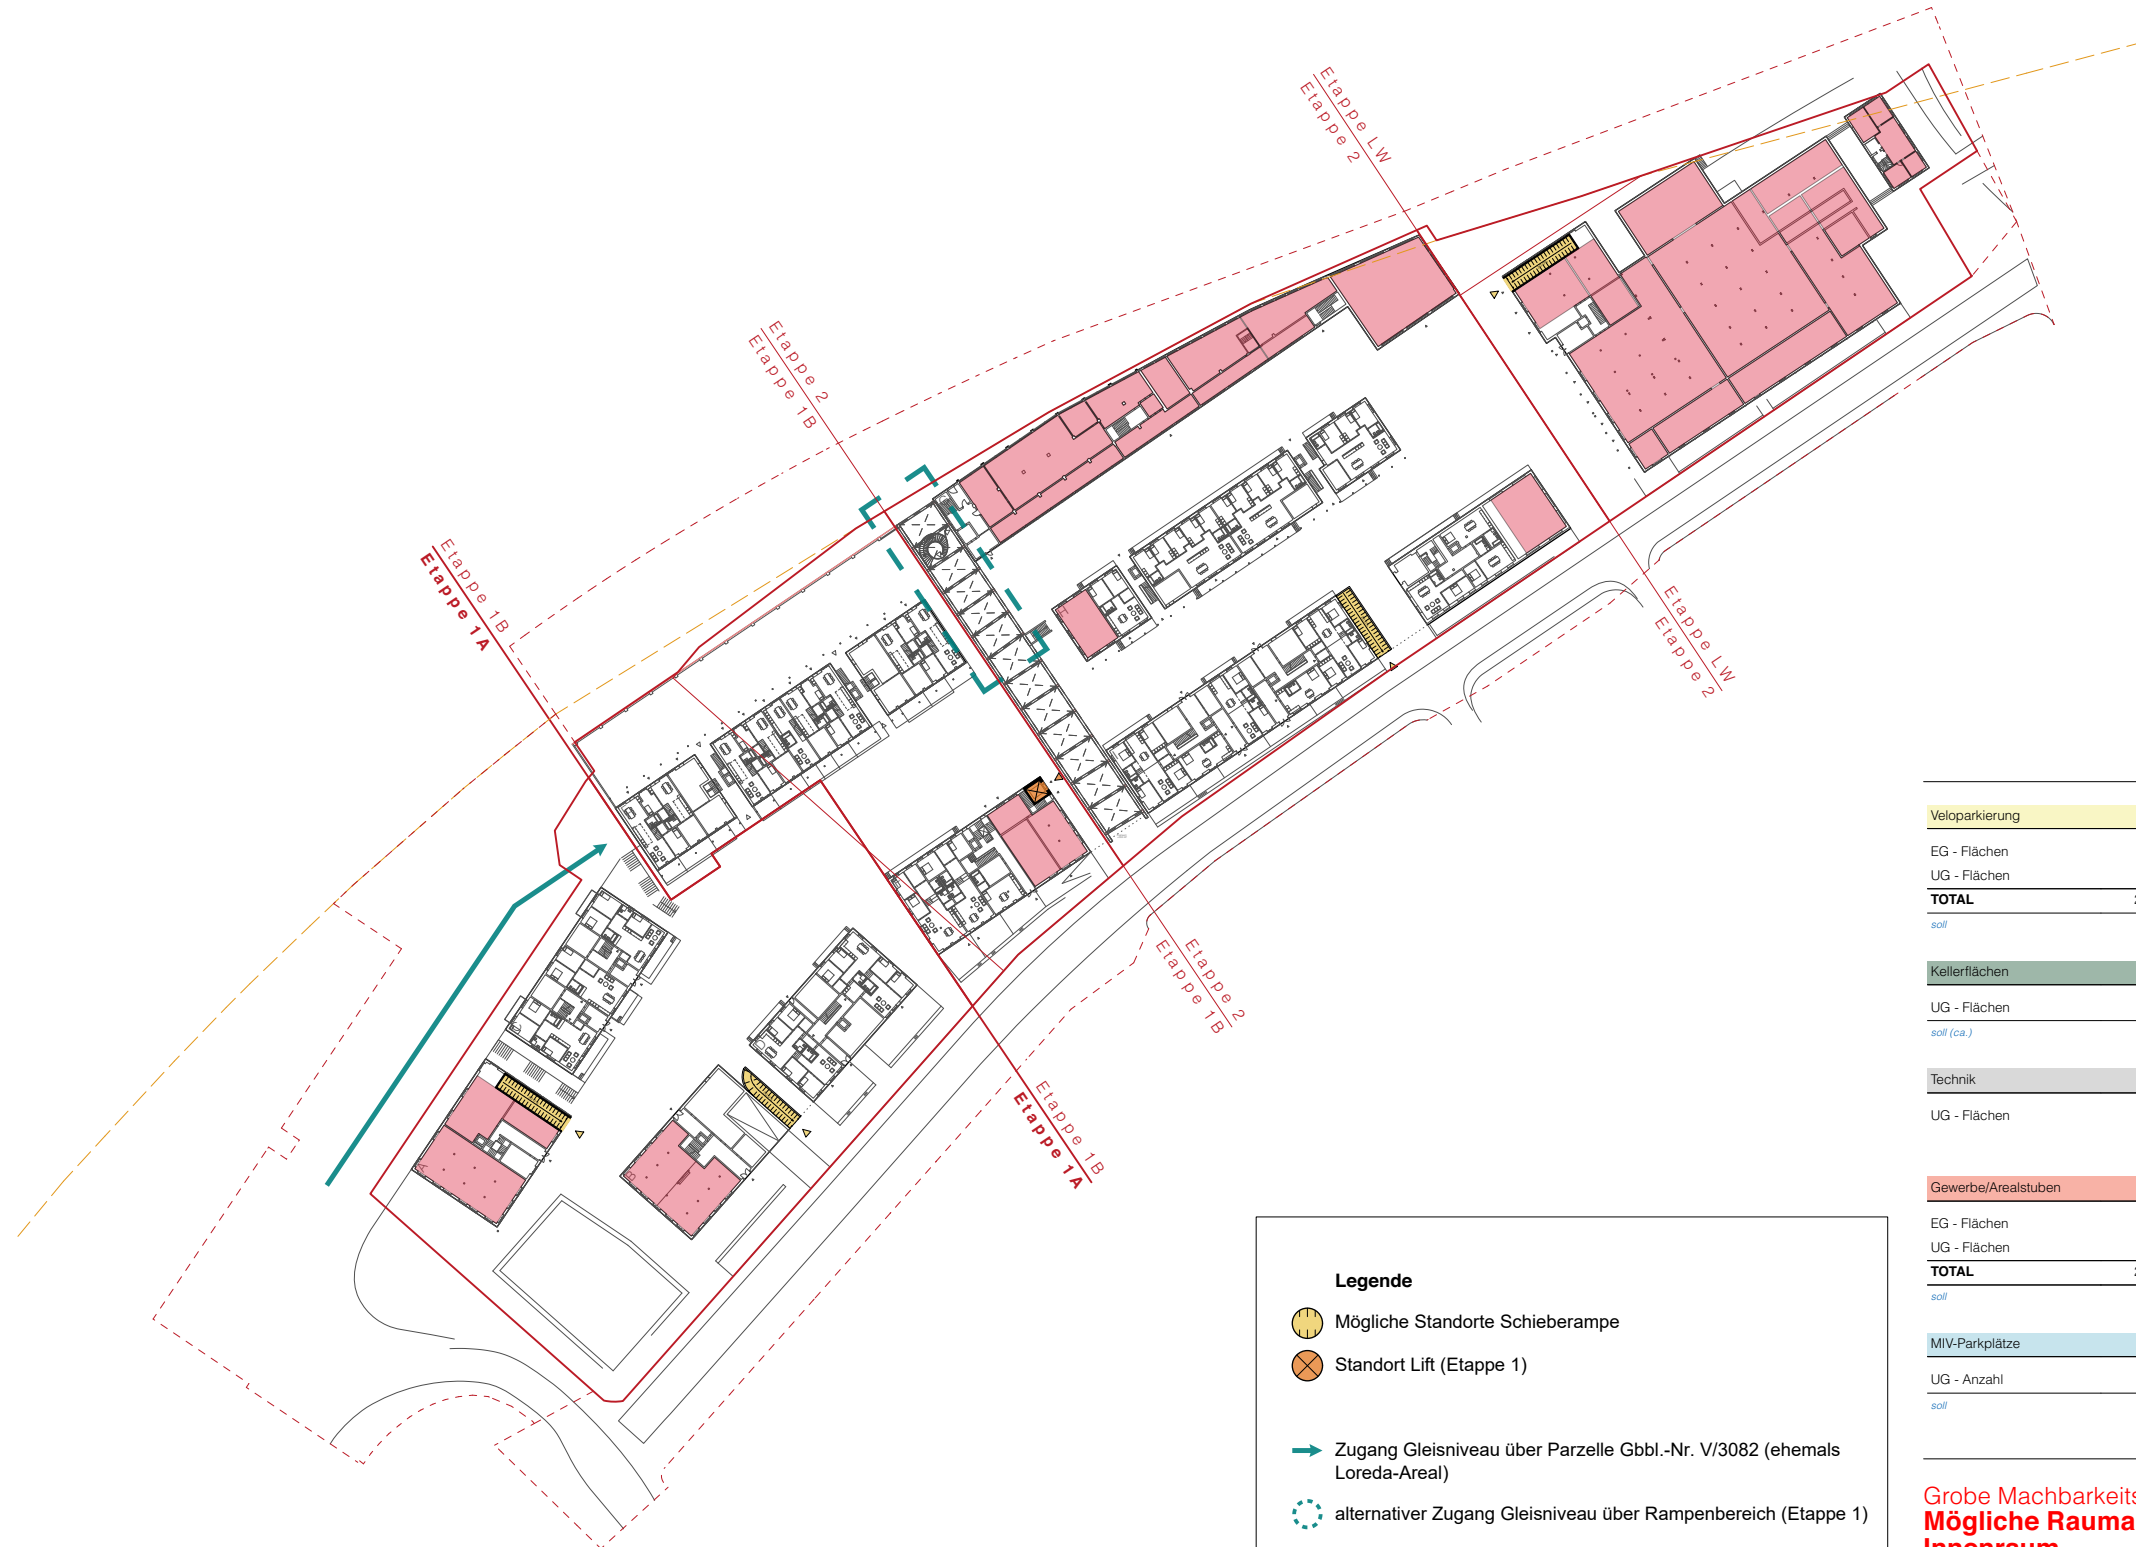 Etappe LW
Etappe 2
Etappe 2
Etappe 1B
Etappe 1B
Etappe 1A
Etappe LW
Etappe 2
Etappe 2
Etappe 1B
Etappe 1B
Etappe 1A
A
B
Veloparkierung
EG - Flächen
UG - Flächen
TOTAL
soll
Kellerflächen
UG - Flächen
soll (ca.)
Technik
UG - Flächen
Gewerbe/Arealstuben
EG - Flächen
UG - Flächen
TOTAL
soll
MIV-Parkplätze
UG - Anzahl
soll
Legende
Mögliche Standorte Schieberampe
Standort Lift (Etappe 1)
Zugang Gleisniveau über Parzelle Gbbl.-Nr. V/3082 (ehemals
Loreda-Areal)
alternativer Zugang Gleisniveau über Rampenbereich (Etappe 1)
Grobe Machbarkeits
Mögliche Rauma